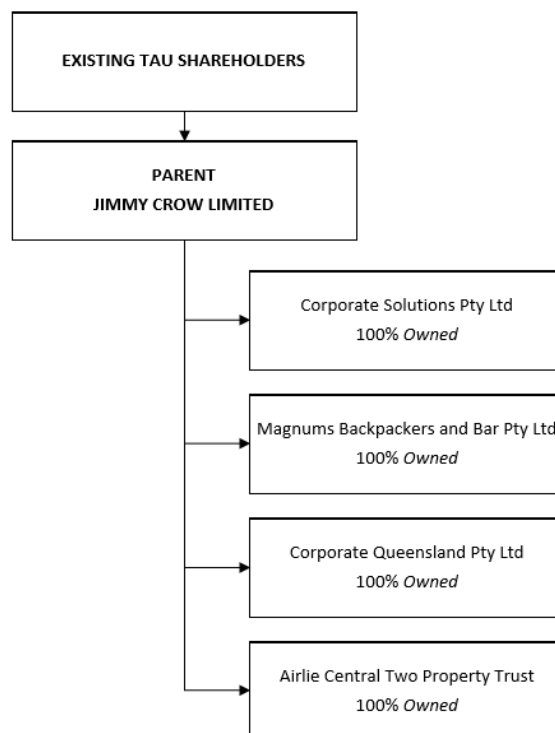 EXISTING TAU SHAREHOLDERS
PARENT
JIMMY CROW LIMITED
Corporate Solutions Pty Ltd
100% Owned
Magnums Backpackers and Bar Pty Ltd
100% Owned
Corporate Queensland Pty Ltd
100% Owned
Airlie Central Two Property Trust
100% Owned